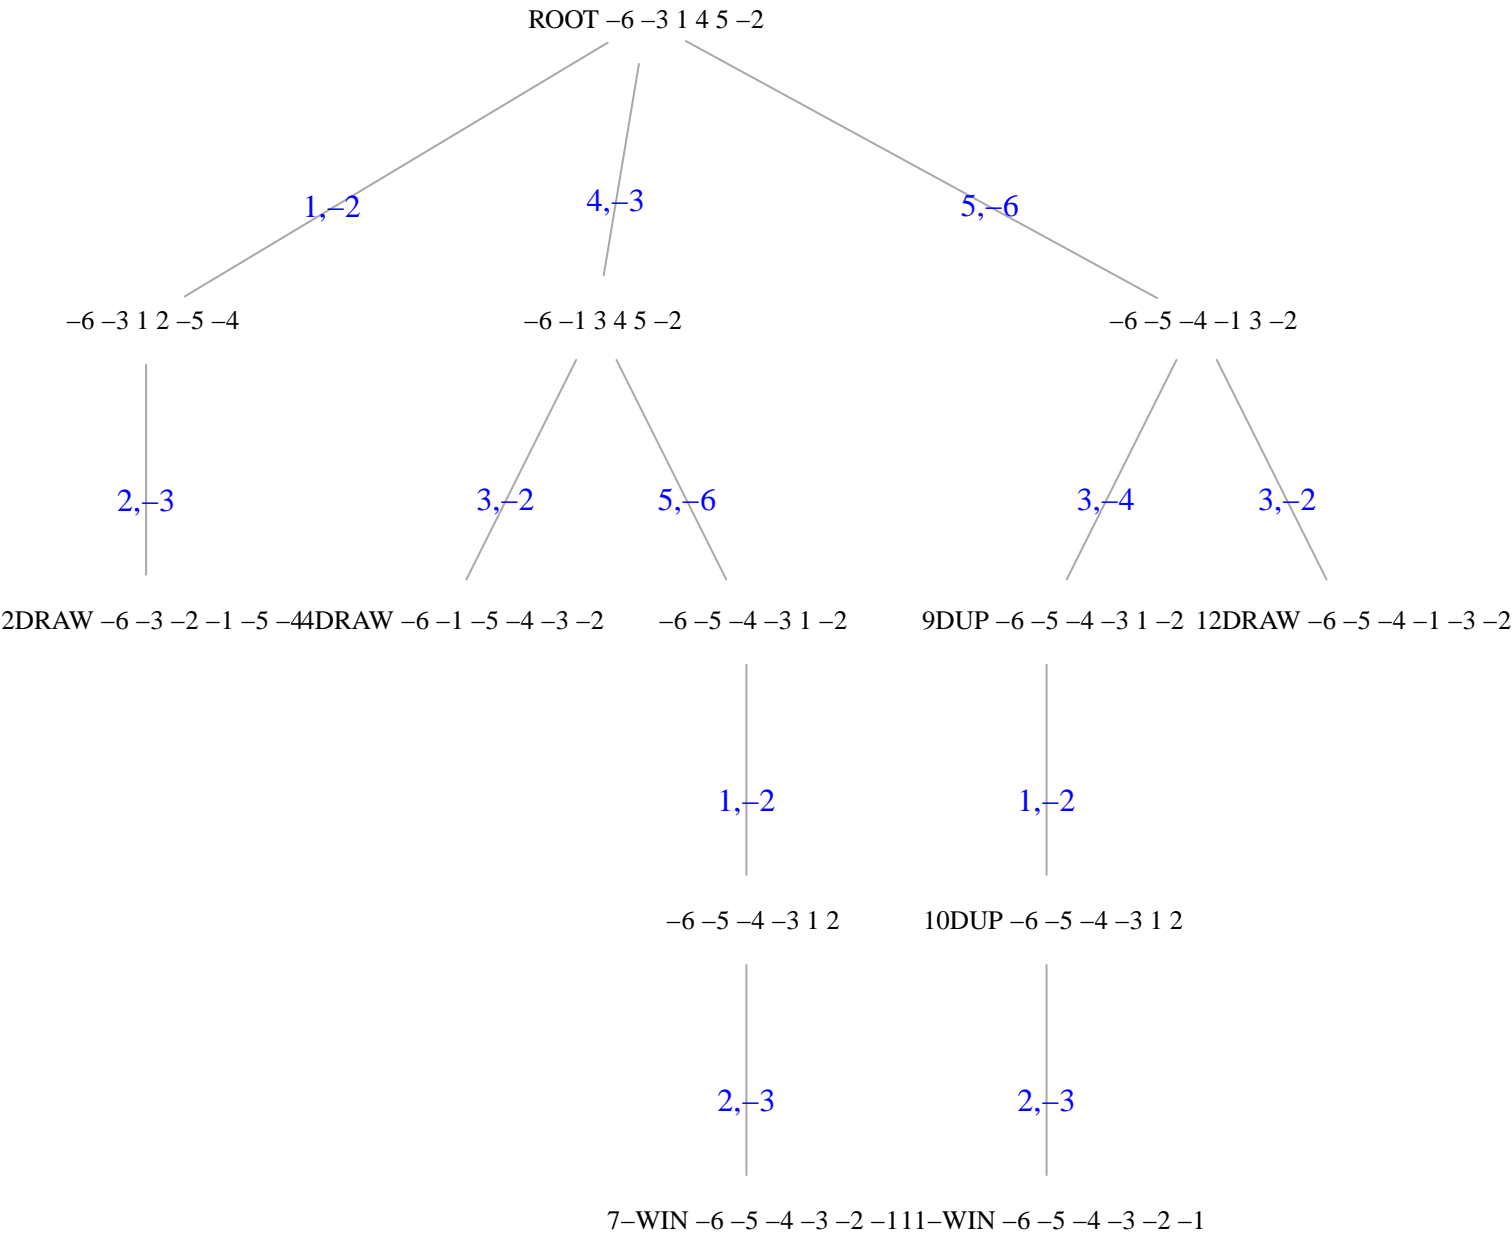 ROOT –6 –3 1 4 5 –2
1,–2
4,–3
5,–6
–6 –3 1 2 –5 –4
–6 –1 3 4 5 –2
–6 –5 –4 –1 3 –2
2,–3
3,–2
5,–6
3,–4
3,–2
2DRAW –6 –3 –2 –1 –5 –4
4DRAW –6 –1 –5 –4 –3 –2
–6 –5 –4 –3 1 –2
9DUP –6 –5 –4 –3 1 –2
12DRAW –6 –5 –4 –1 –3 –2
1,–2
1,–2
–6 –5 –4 –3 1 2
10DUP –6 –5 –4 –3 1 2
2,–3
2,–3
7–WIN –6 –5 –4 –3 –2 –1
11–WIN –6 –5 –4 –3 –2 –1